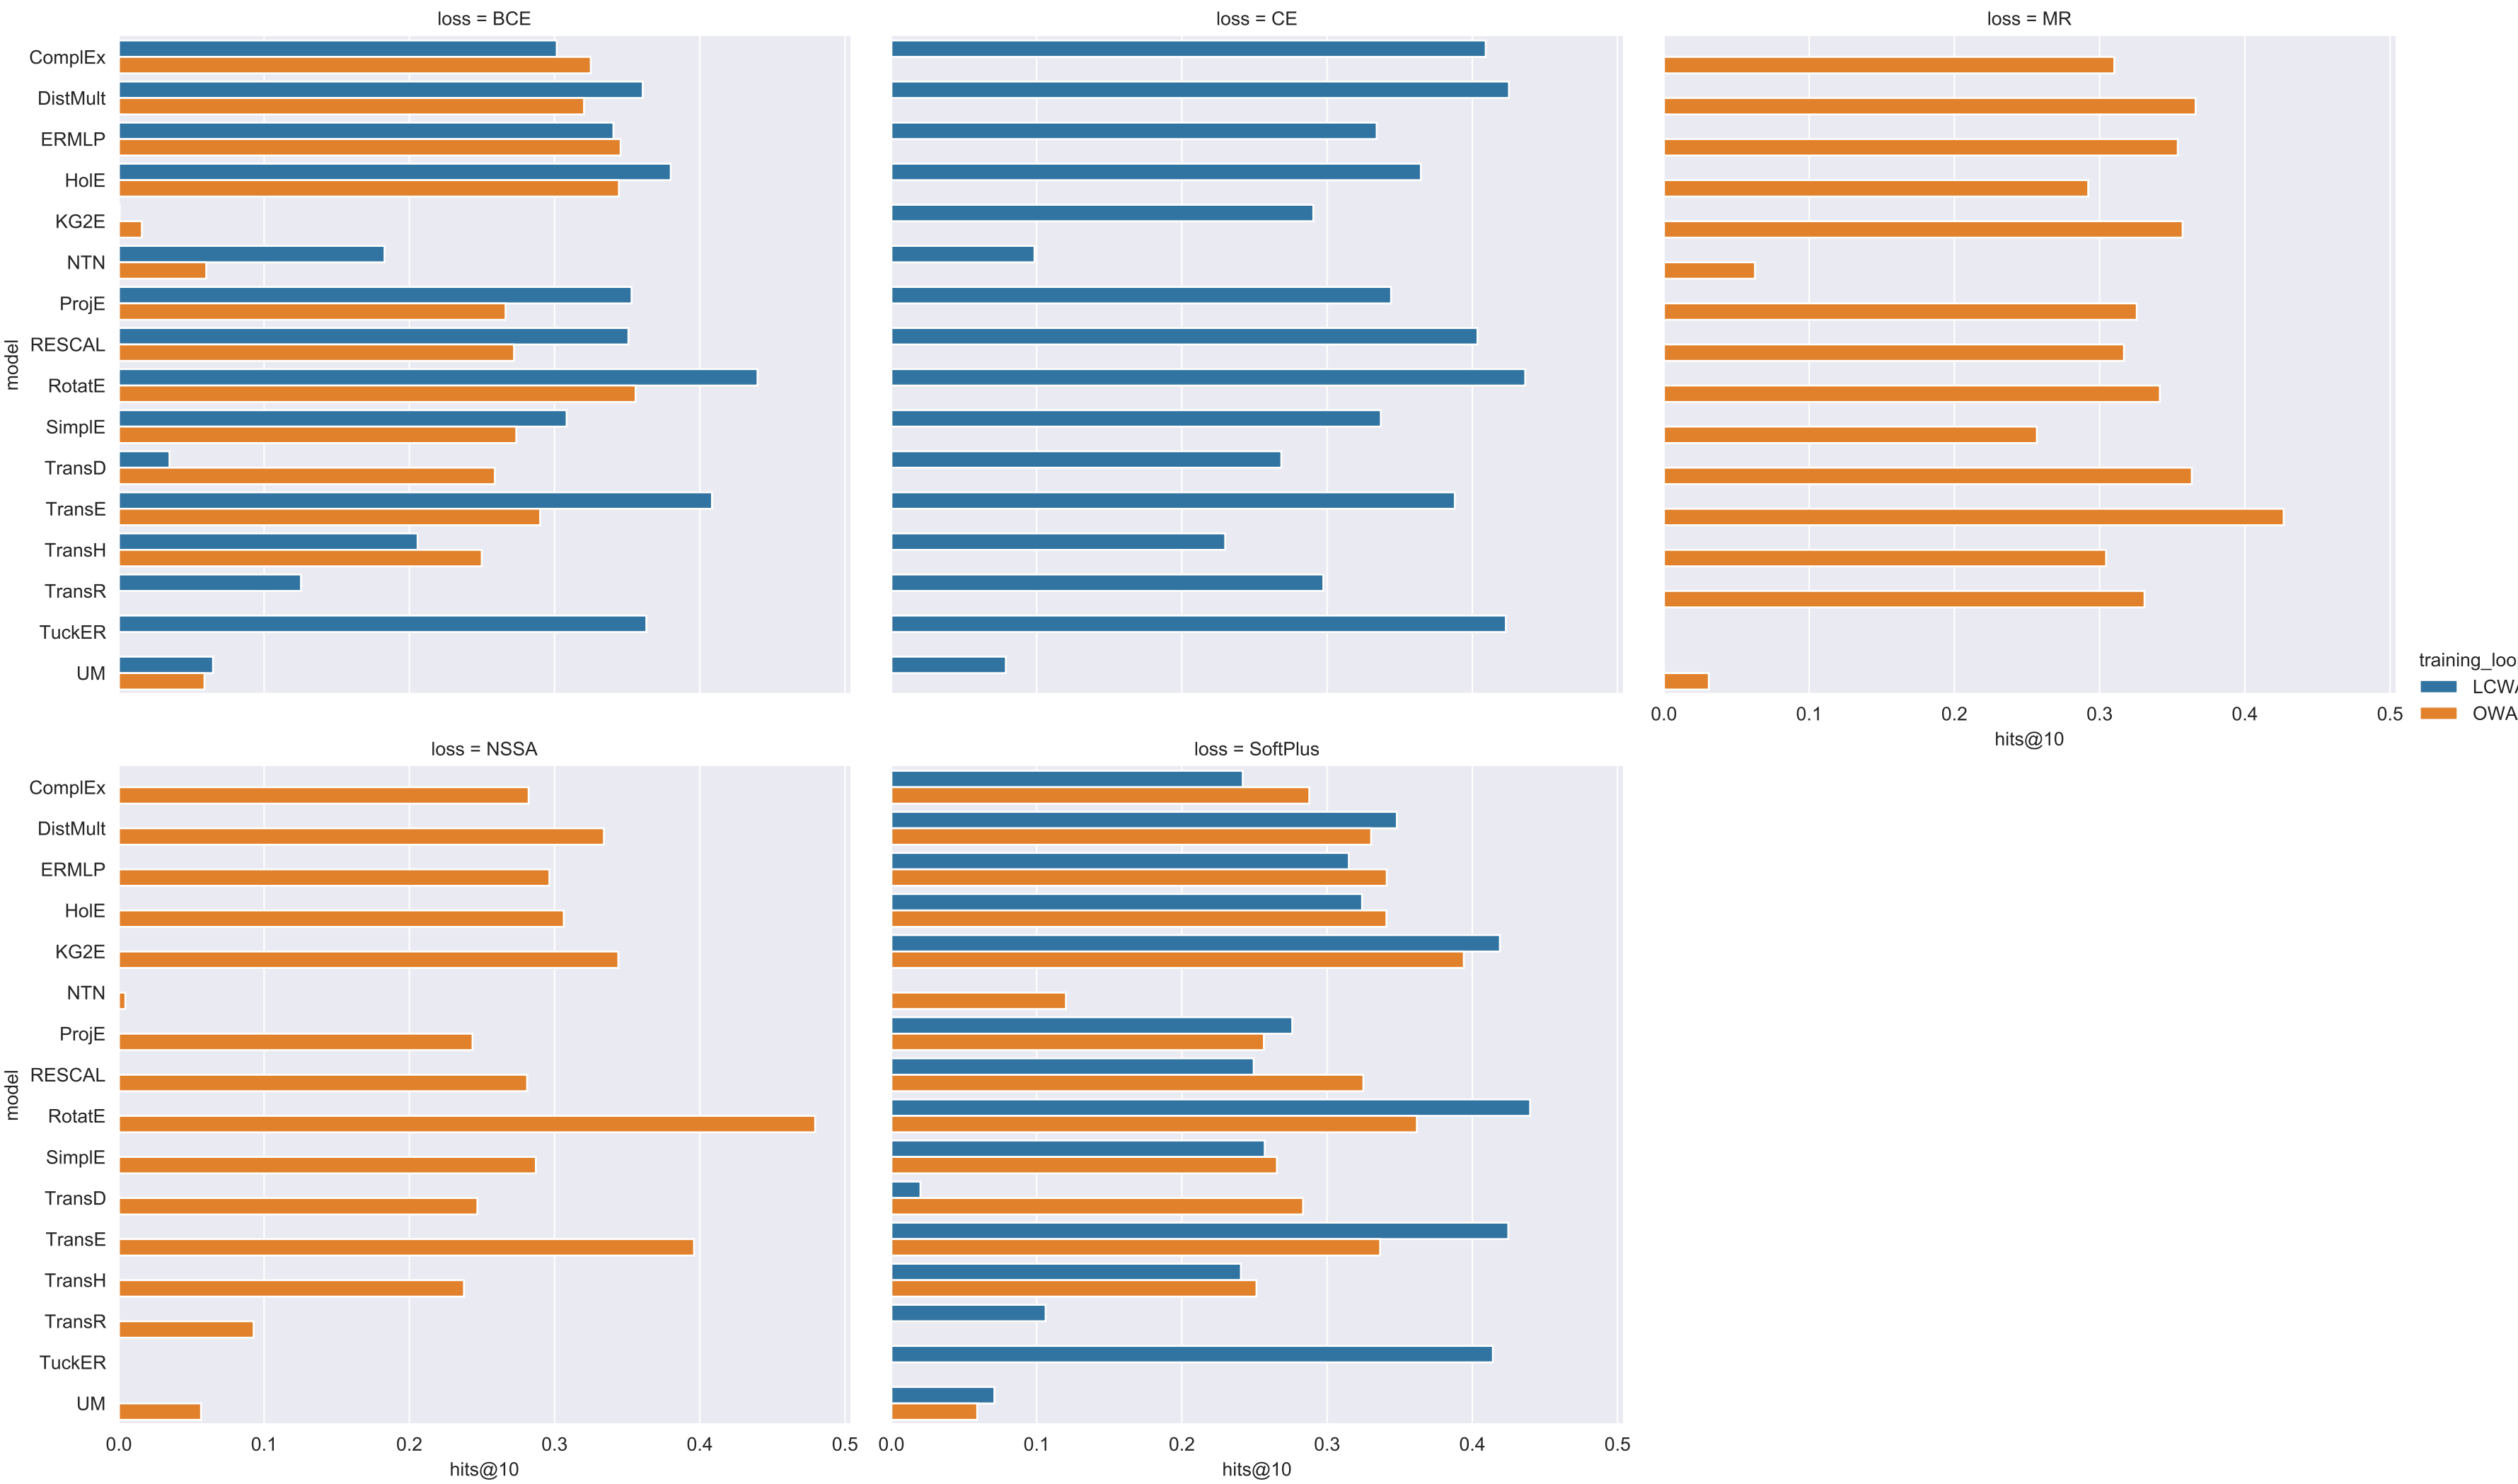 loss = BCE
loss = CE
loss = MR
ComplEx
DistMult
ERMLP
HolE
KG2E
NTN
ProjE
RESCAL
RotatE
SimplE
TransD
TransE
TransH
TransR
TuckER
UM
model
0.0 0.1 0.2 0.3 0.4 0.5
hits@10
training_loo
LCWA
OWA
loss = NSSA
loss = SoftPlus
ComplEx
DistMult
ERMLP
HolE
KG2E
NTN
ProjE
RESCAL
RotatE
SimplE
TransD
TransE
TransH
TransR
TuckER
UM
model
0.0 0.1 0.2 0.3 0.4 0.5
hits@10
0.0 0.1 0.2 0.3 0.4 0.5
hits@10